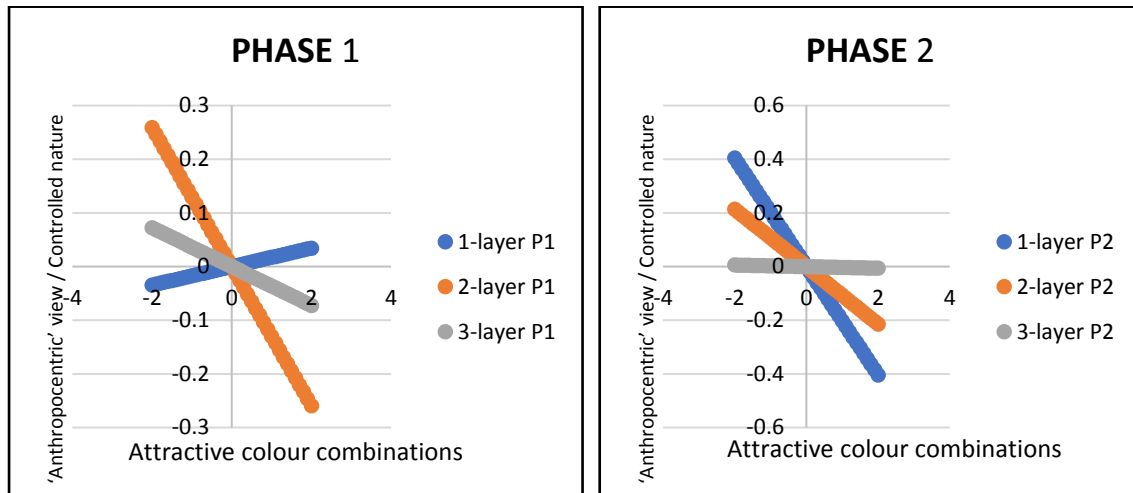 PHASE 1
'Anthropocentric' view / Controlled nature
0.3
0.2
0.1
0
-0.1
-0.2
-0.3
-4 -2 0 2 4
1-layer P1
2-layer P1
3-layer P1
Attractive colour combinations
PHASE 2
'Anthropocentric' view / Controlled nature
0.6
0.4
0.2
0
-0.2
-0.4
-0.6
-4 -2 0 2 4
1-layer P2
2-layer P2
3-layer P2
Attractive colour combinations